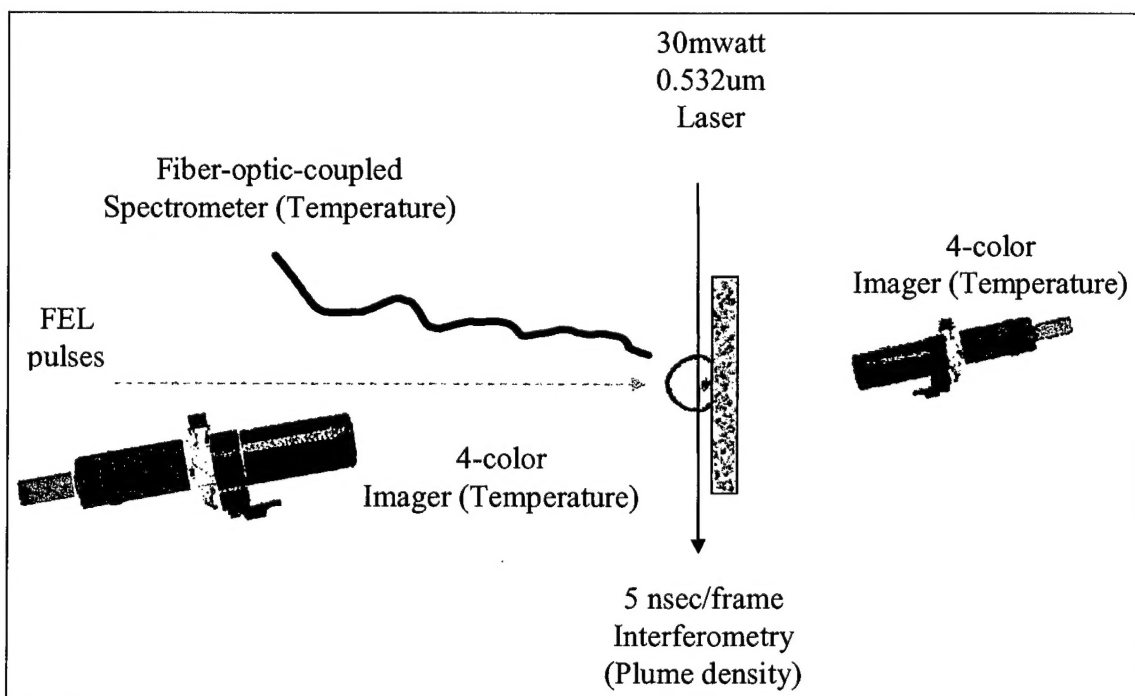 30mwatt
0.532um
Laser
Fiber-optic-coupled
Spectrometer (Temperature)
4-color
Imager (Temperature)
FEL
pulses
4-color
Imager (Temperature)
5 nsec/frame
Interferometry
(Plume density)